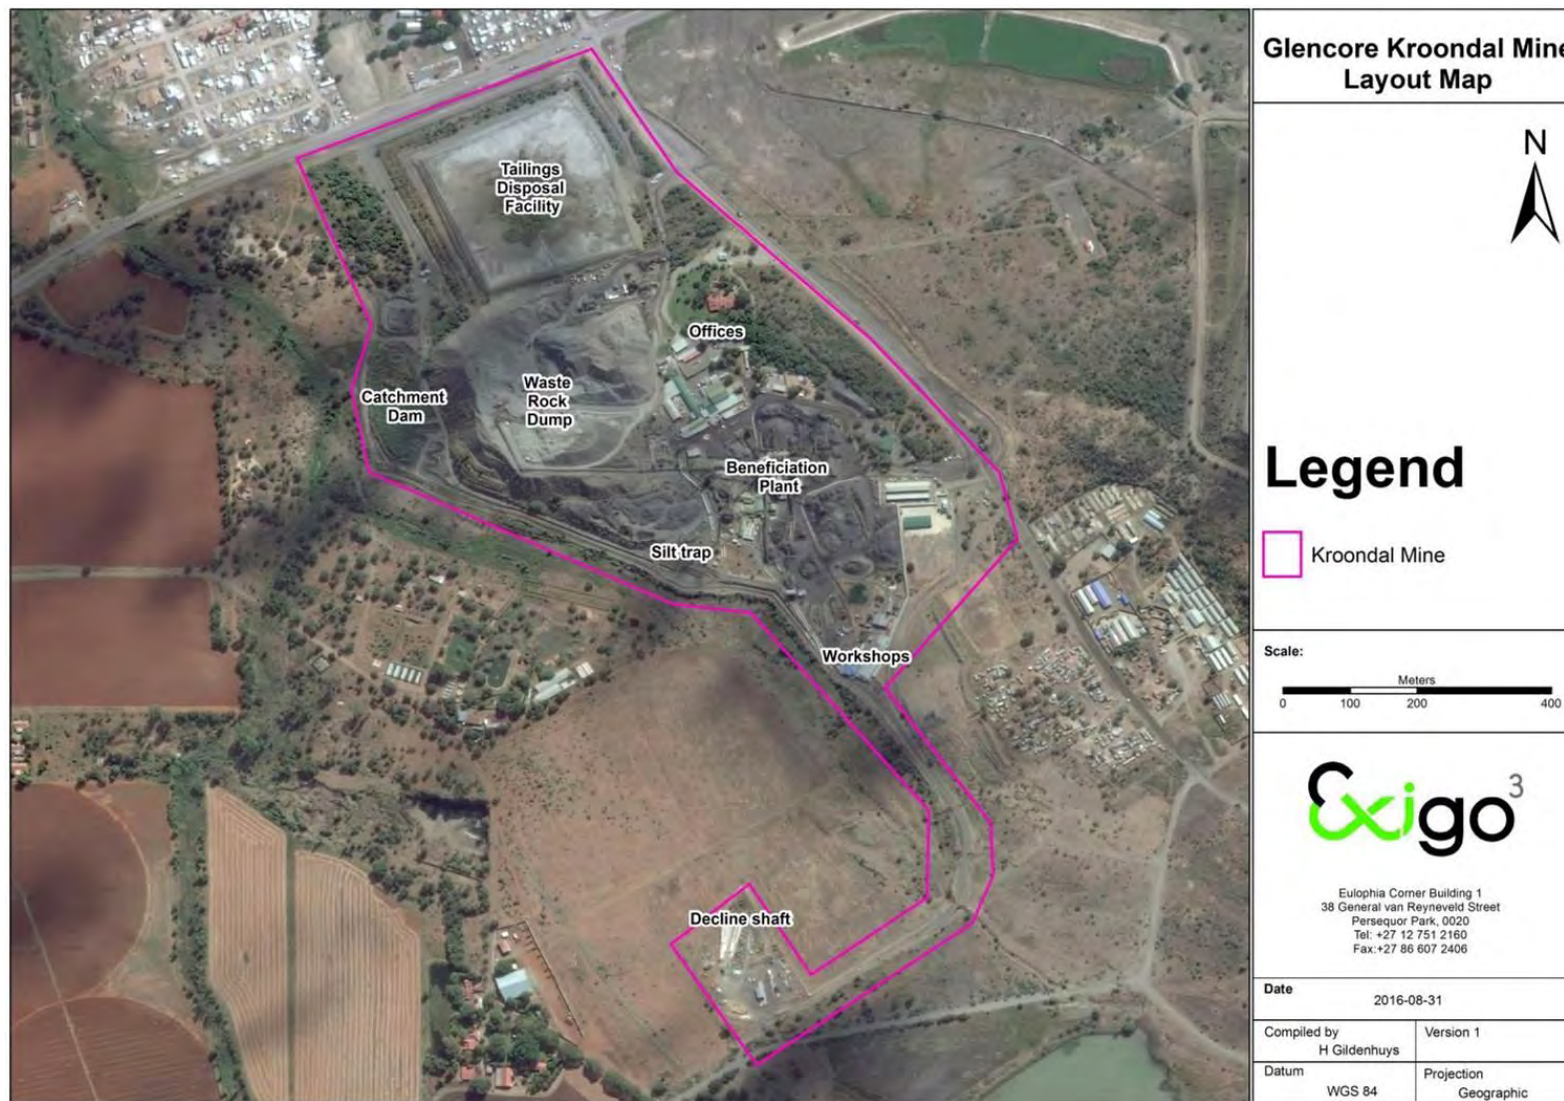 Glencore Kroondal Mine
Layout Map
N
Legend
Kroondal Mine
Scale:
Meters
0 100 200 400
Exigo3
Eulophia Corner Building 1
38 General van Reyneveld Street
Persequor Park, 0020
Tel: +27 12 751 2160
Fax:+27 86 607 2406
Date
2016-08-31
Compiled by
H Gildenhuys
Version 1
Datum
WGS 84
Projection
Geographic
Tailings
Disposal
Facility
Offices
Waste
Rock
Dump
Catchment
Dam
Beneficiation
Plant
Silt trap
Workshops
Decline shaft